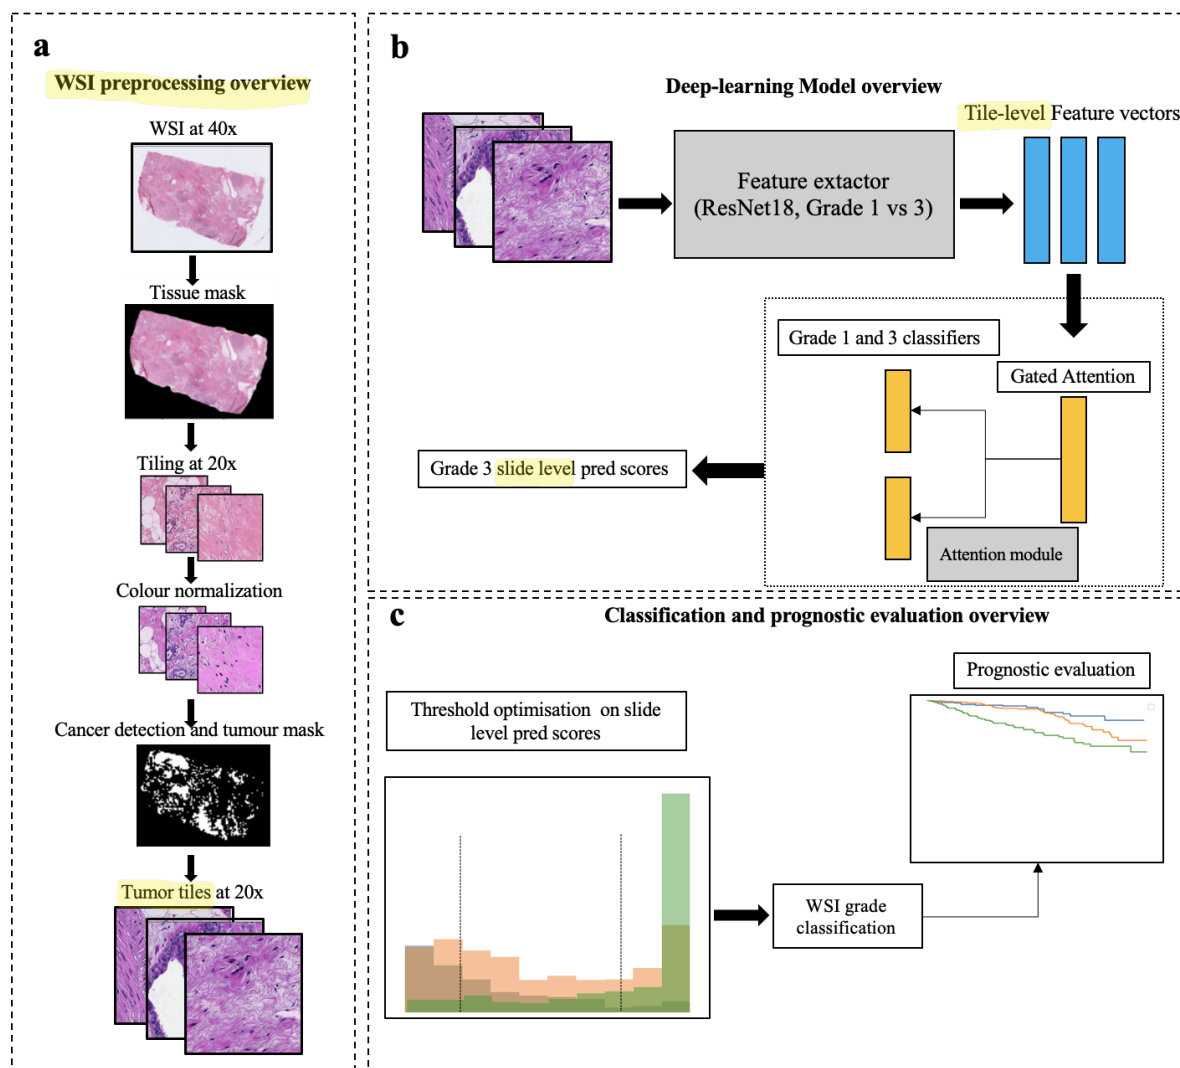 a
WSI preprocessing overview
WSI at 40x
Tissue mask
Tiling at 20x
Colour normalization
Cancer detection and tumour mask
Tumor tiles at 20x
b
Deep-learning Model overview
Tile-level Feature vectors
Feature extactor
(ResNet18, Grade 1 vs 3)
Grade 1 and 3 classifiers
Gated Attention
Grade 3 slide level pred scores
Attention module
c
Classification and prognostic evaluation overview
Prognostic evaluation
Threshold optimisation on slide
level pred scores
WSI grade
classification